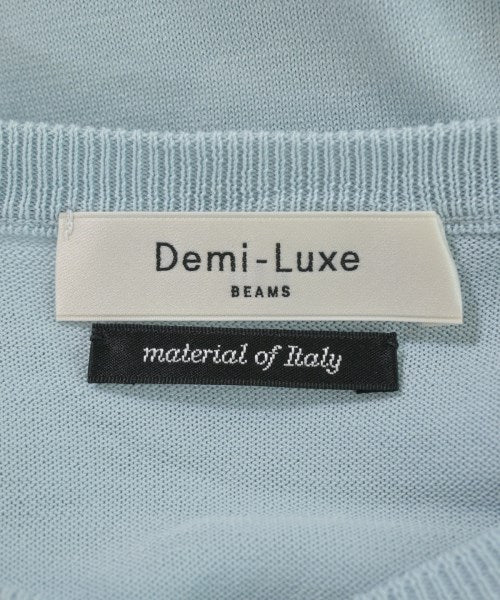 Demi-Luxe
BEAMS
material of Italy